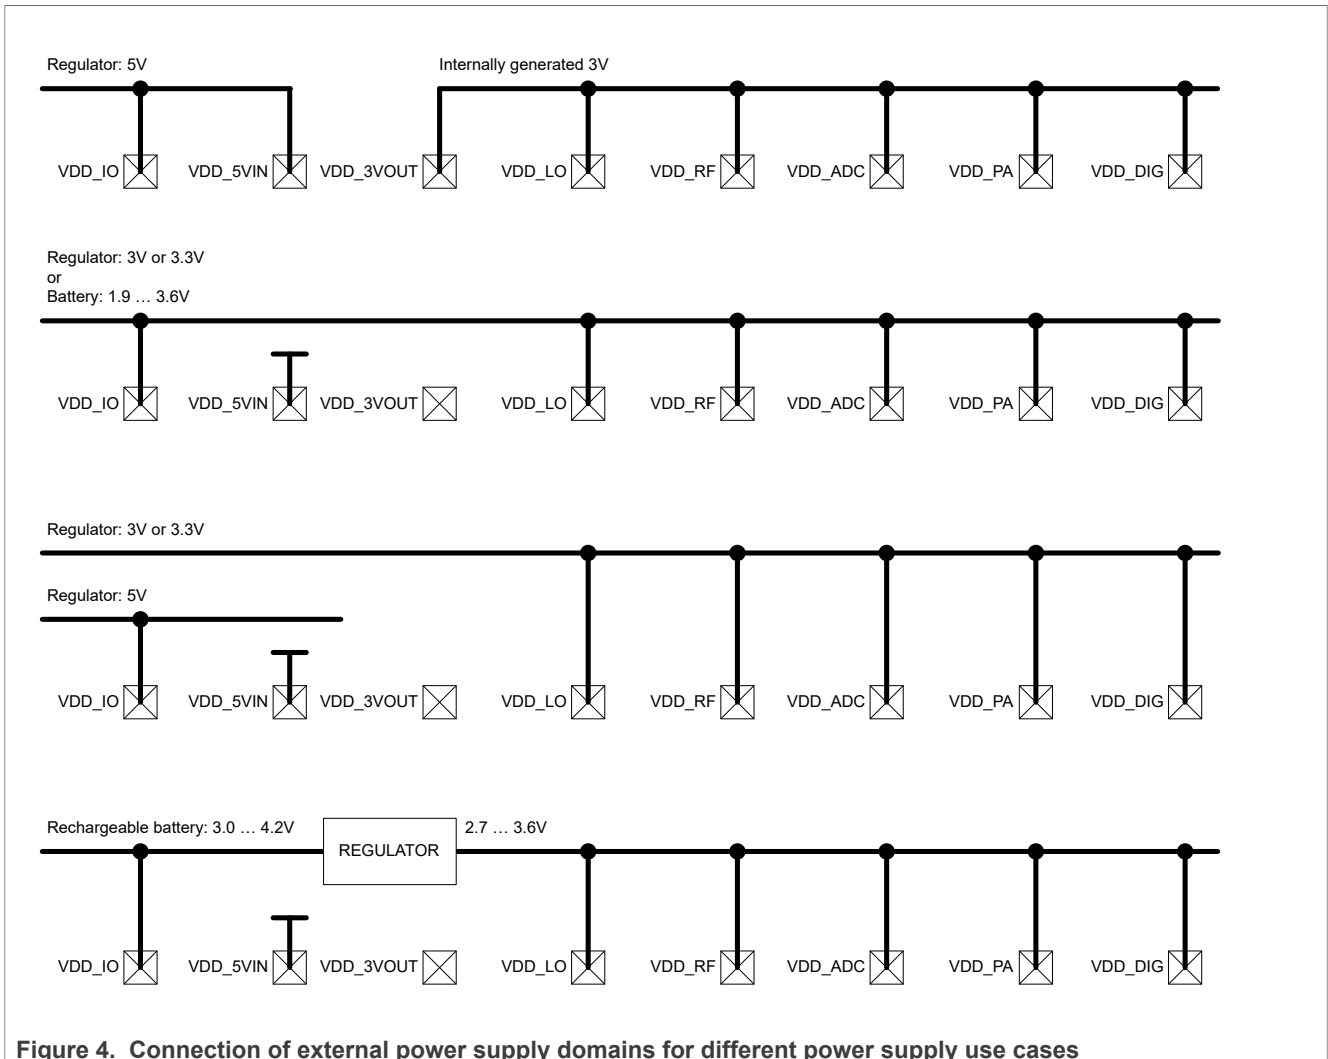 Regulator: 5V
Internally generated 3V
VDD_IO VDD_5VIN VDD_3VOUT VDD_LO VDD_RF VDD_ADC VDD_PA VDD_DIG
Regulator: 3V or 3.3V
or
Battery: 1.9 … 3.6V
VDD_IO VDD_5VIN VDD_3VOUT VDD_LO VDD_RF VDD_ADC VDD_PA VDD_DIG
Regulator: 3V or 3.3V
Regulator: 5V
VDD_IO VDD_5VIN VDD_3VOUT VDD_LO VDD_RF VDD_ADC VDD_PA VDD_DIG
Rechargeable battery: 3.0 … 4.2V
REGULATOR
2.7 … 3.6V
VDD_IO VDD_5VIN VDD_3VOUT VDD_LO VDD_RF VDD_ADC VDD_PA VDD_DIG
Figure 4. Connection of external power supply domains for different power supply use cases